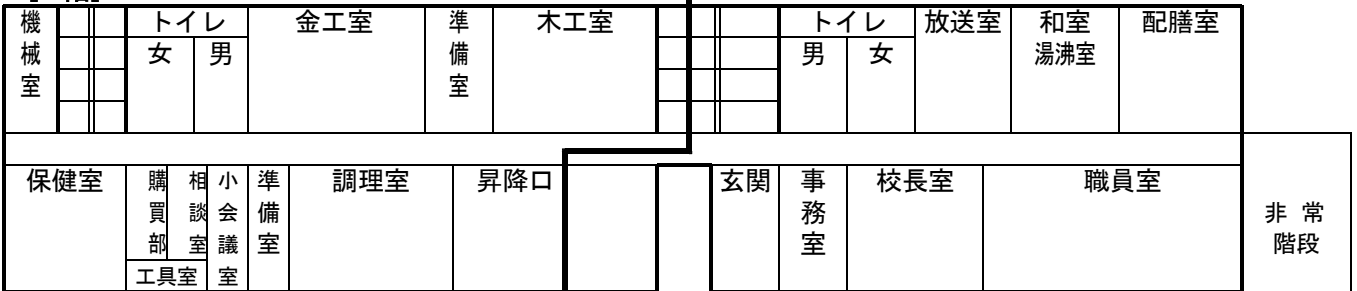 機械室
トイレ
女
男
金工室
準備室
木工室
トイレ
男
女
放送室
和室
湯沸室
配膳室
保健室
購買部
相談室
工具室
小会議室
準備室
調理室
昇降口
玄関
事務室
校長室
職員室
非常
階段